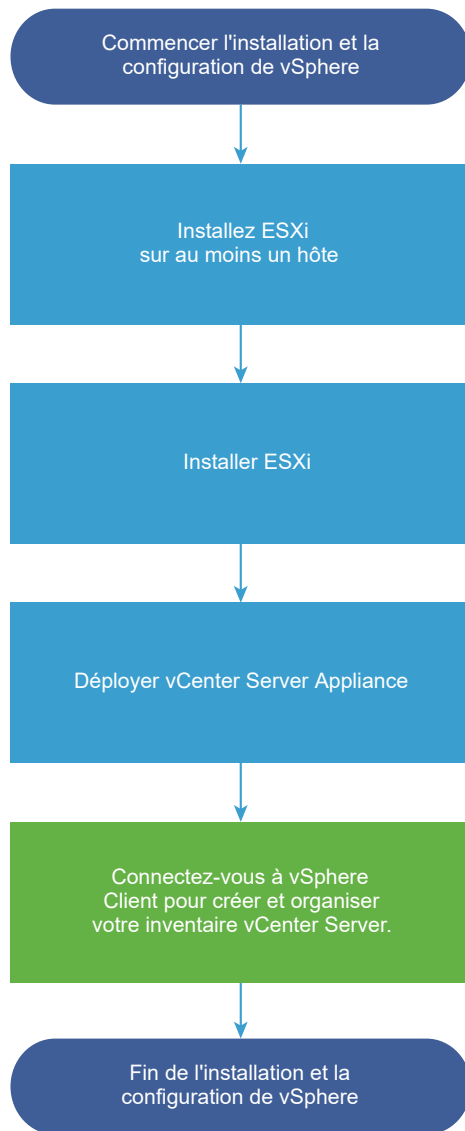 Commencer l'installation et la
configuration de vSphere
Installez ESXi
sur au moins un hôte
Installer ESXi
Déployer vCenter Server Appliance
Connectez-vous à vSphere
Client pour créer et organiser
votre inventaire vCenter Server.
Fin de l'installation et la
configuration de vSphere